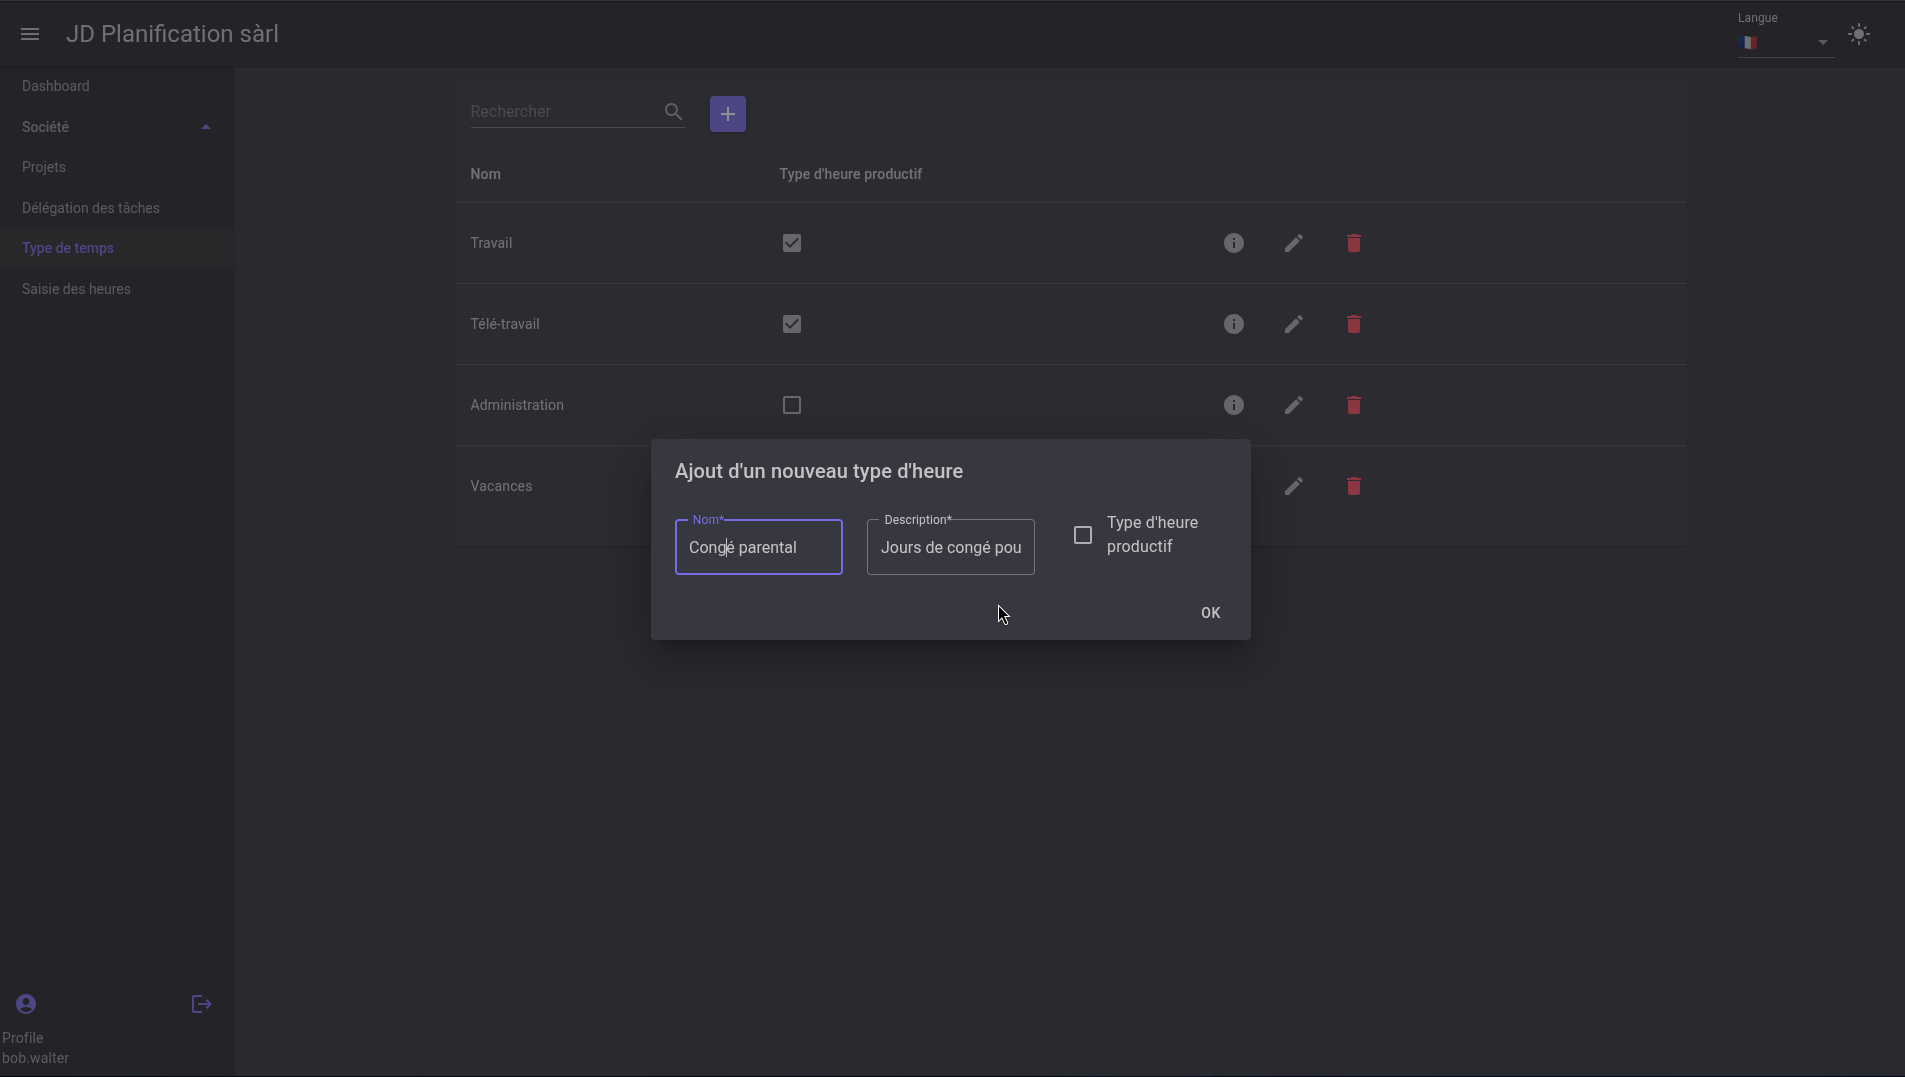 JD Planification sàrl
Langue
Dashboard
Société
Projets
Délégation des tâches
Type de temps
Saisie des heures
Rechercher
Nom
Type d'heure productif
Travail
Télé-travail
Administration
Vacances
Ajout d'un nouveau type d'heure
Nom*
Congé parental
Description*
Jours de congé pou
Type d'heure
productif
OK
Profile
bob.walter